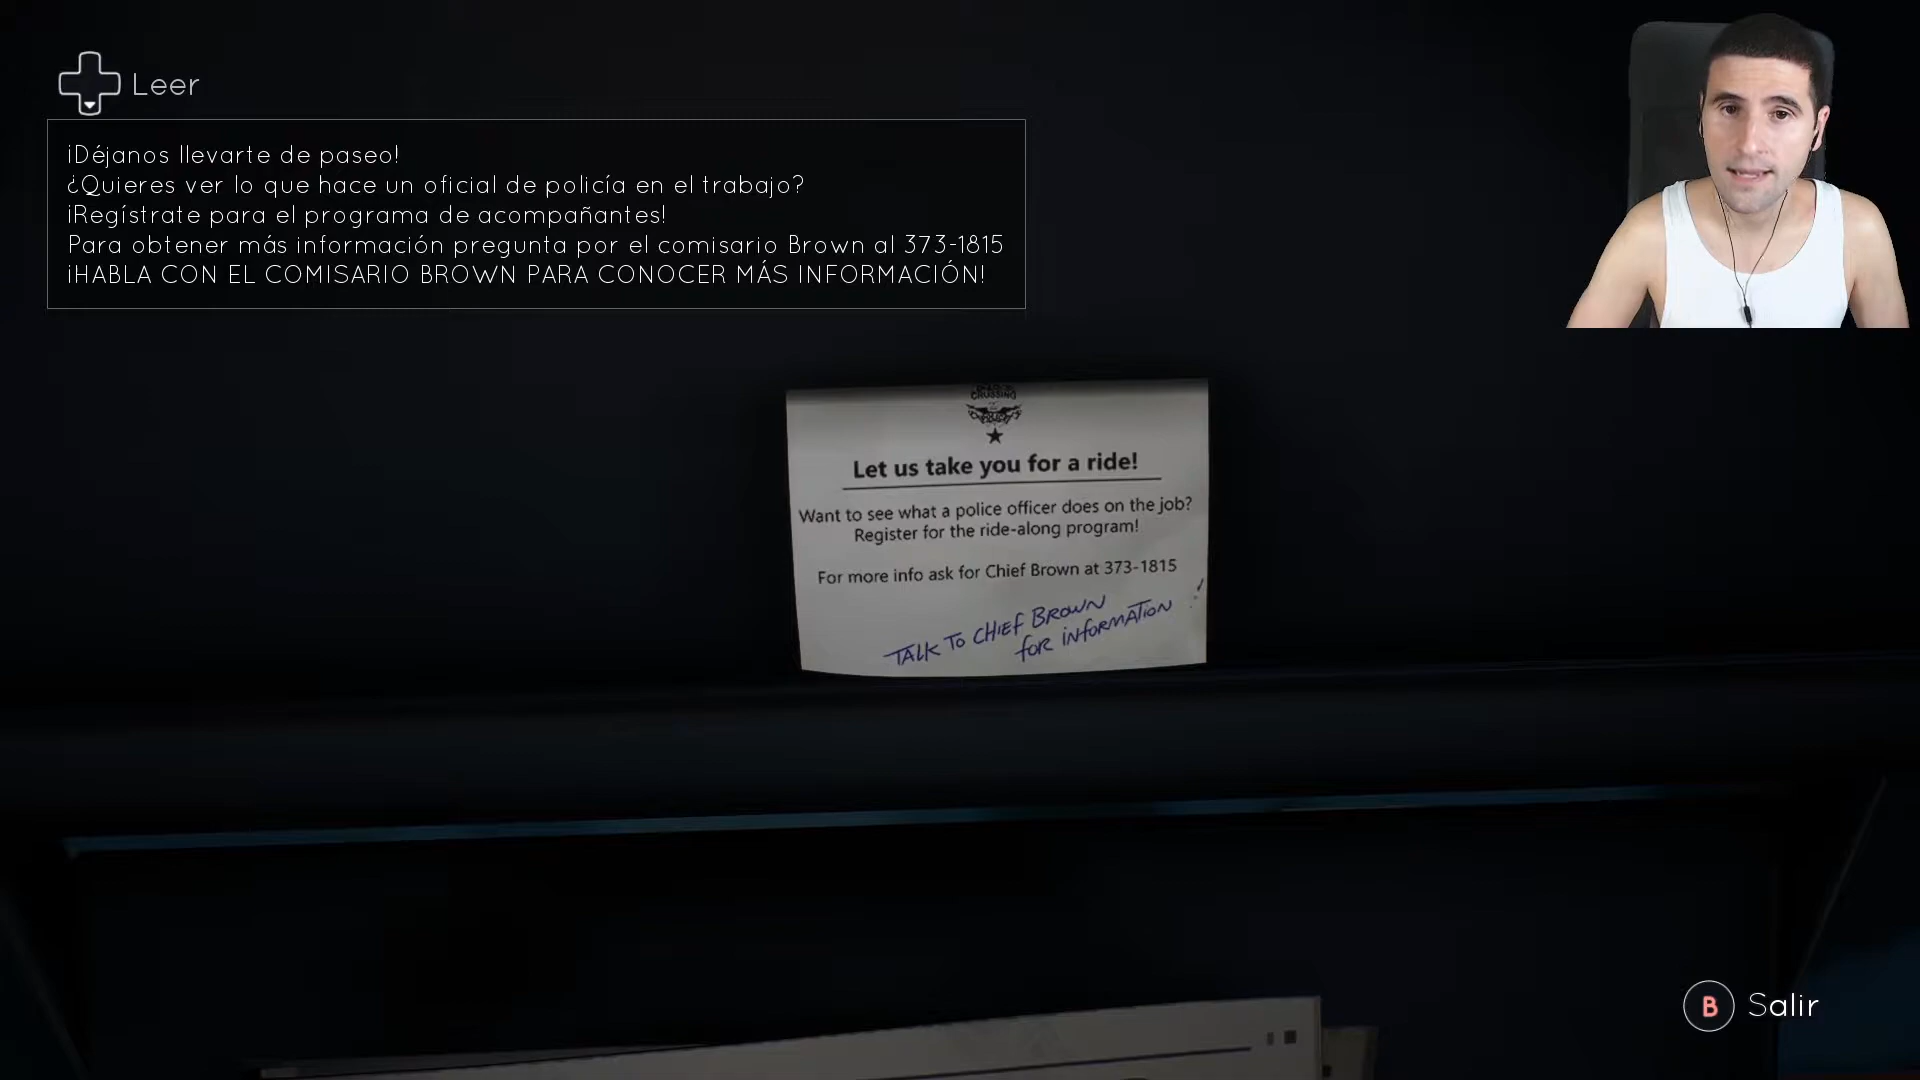 Leer
¡Déjanos llevarte de paseo!
¿Quieres ver lo que hace un oficial de policía en el trabajo?
¡Regístrate para el programa de acompañantes!
Para obtener más información pregunta por el comisario Brown al 373-1815
¡HABLA CON EL COMISARIO BROWN PARA CONOCER MÁS INFORMACIÓN!
CROSSING
Let us take you for a ride!
Want to see what a police officer does on the job?
Register for the ride-along program!
For more info ask for Chief Brown at 373-1815
TALK TO CHIEF BROWN
FOR INFORMATION !
B Salir